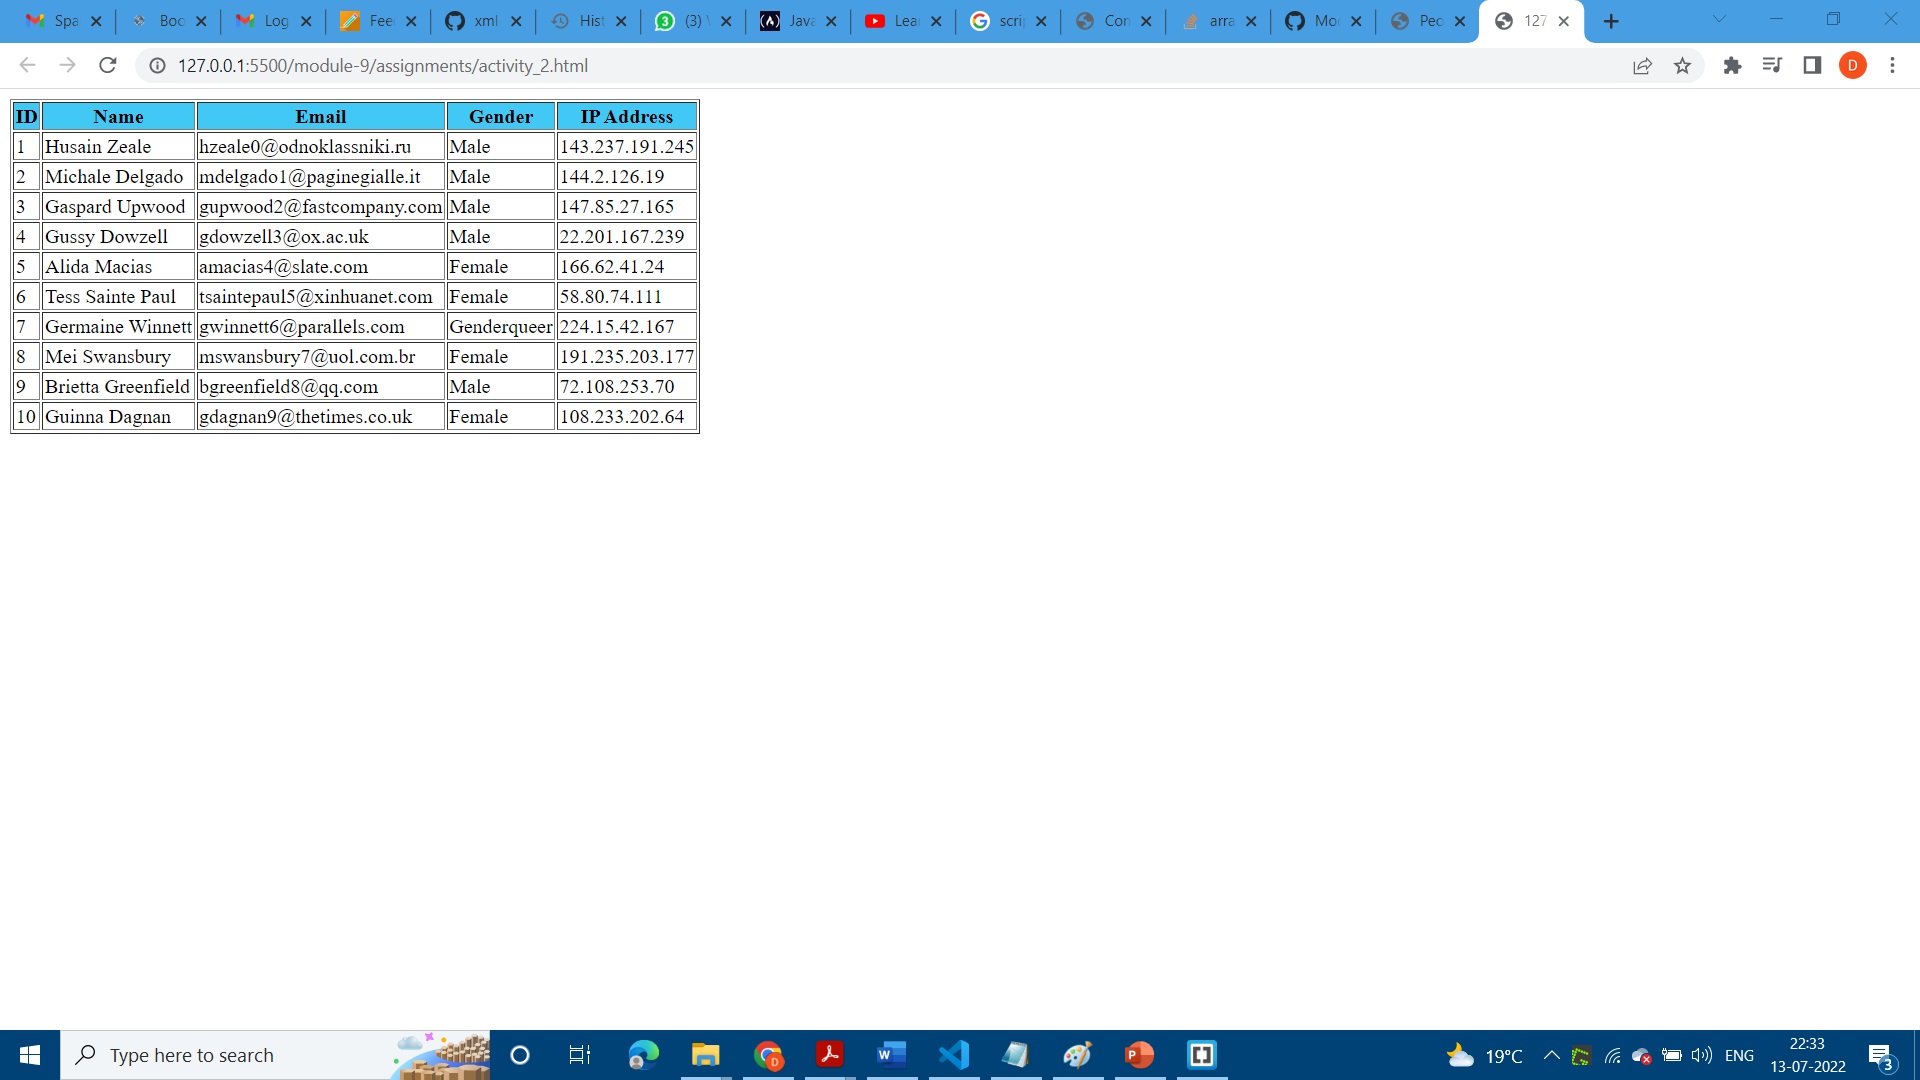 Spa Boo Log Fee xml Hist (3) Java Lea scri Con arra Mo Peo 127
127.0.0.1:5500/module-9/assignments/activity_2.html D
ID Name Email Gender IP Address
1 Husain Zeale hzeale0@odnoklassniki.ru Male 143.237.191.245
2 Michale Delgado mdelgado1@paginegialle.it Male 144.2.126.19
3 Gaspard Upwood gupwood2@fastcompany.com Male 147.85.27.165
4 Gussy Dowzell gdowzell3@ox.ac.uk Male 22.201.167.239
5 Alida Macias amacias4@slate.com Female 166.62.41.24
6 Tess Sainte Paul tsaintepaul5@xinhuanet.com Female 58.80.74.111
7 Germaine Winnett gwinnett6@parallels.com Genderqueer 224.15.42.167
8 Mei Swansbury mswansbury7@uol.com.br Female 191.235.203.177
9 Brietta Greenfield bgreenfield8@qq.com Male 72.108.253.70
10 Guinna Dagnan gdagnan9@thetimes.co.uk Female 108.233.202.64
Type here to search 19°C ENG 22:33
13-07-2022 3